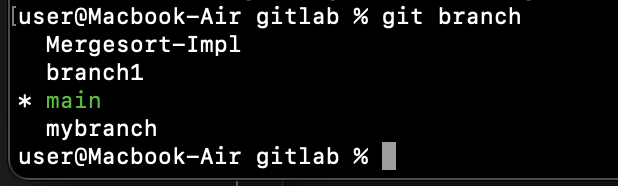 [user@Macbook-Air gitlab % git branch
  Mergesort-Impl
  branch1
* main
  mybranch
user@Macbook-Air gitlab %